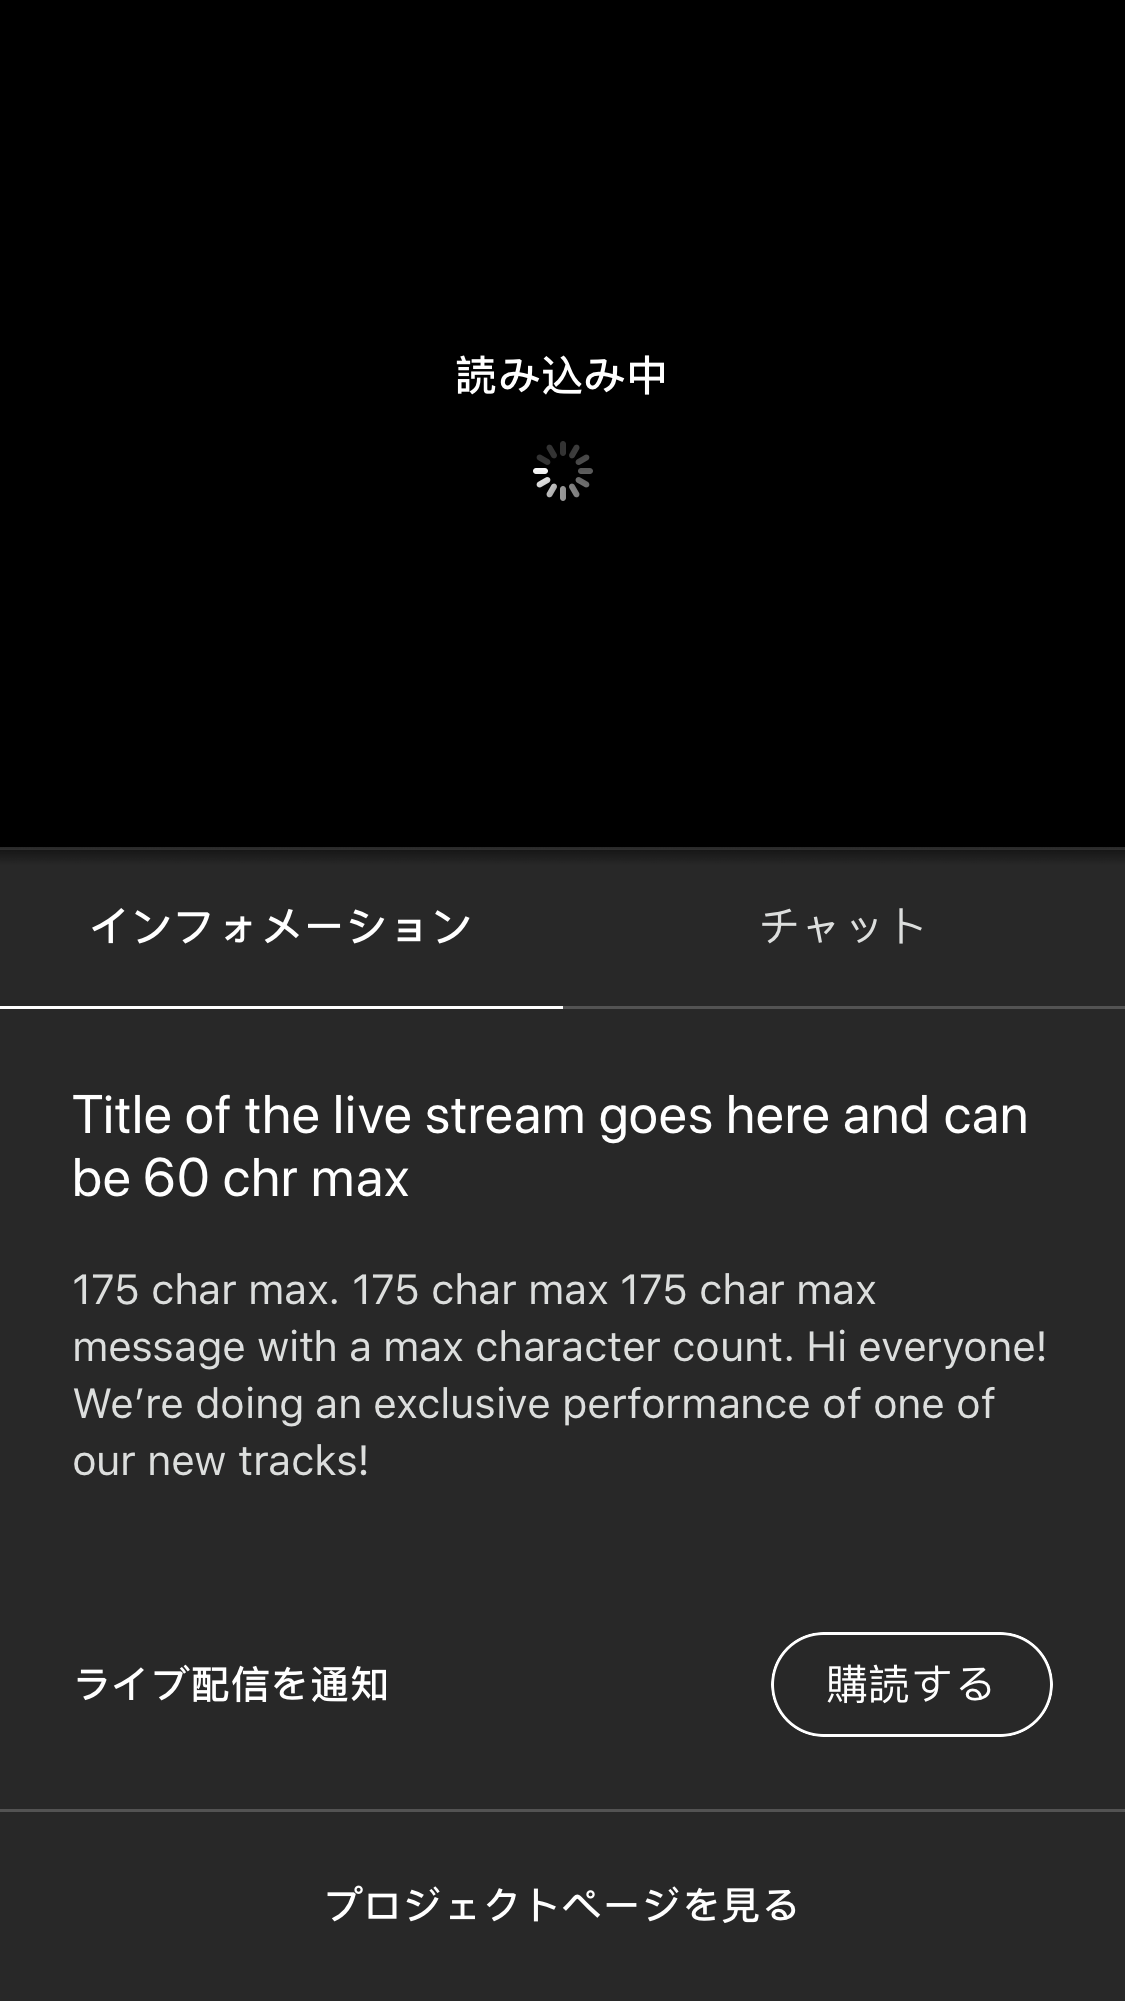 読み込み中
インフォメーション
チャット
Title of the live stream goes here and can
be 60 chr max
175 char max. 175 char max 175 char max
message with a max character count. Hi everyone!
We’re doing an exclusive performance of one of
our new tracks!
ライブ配信を通知
購読する
プロジェクトページを見る